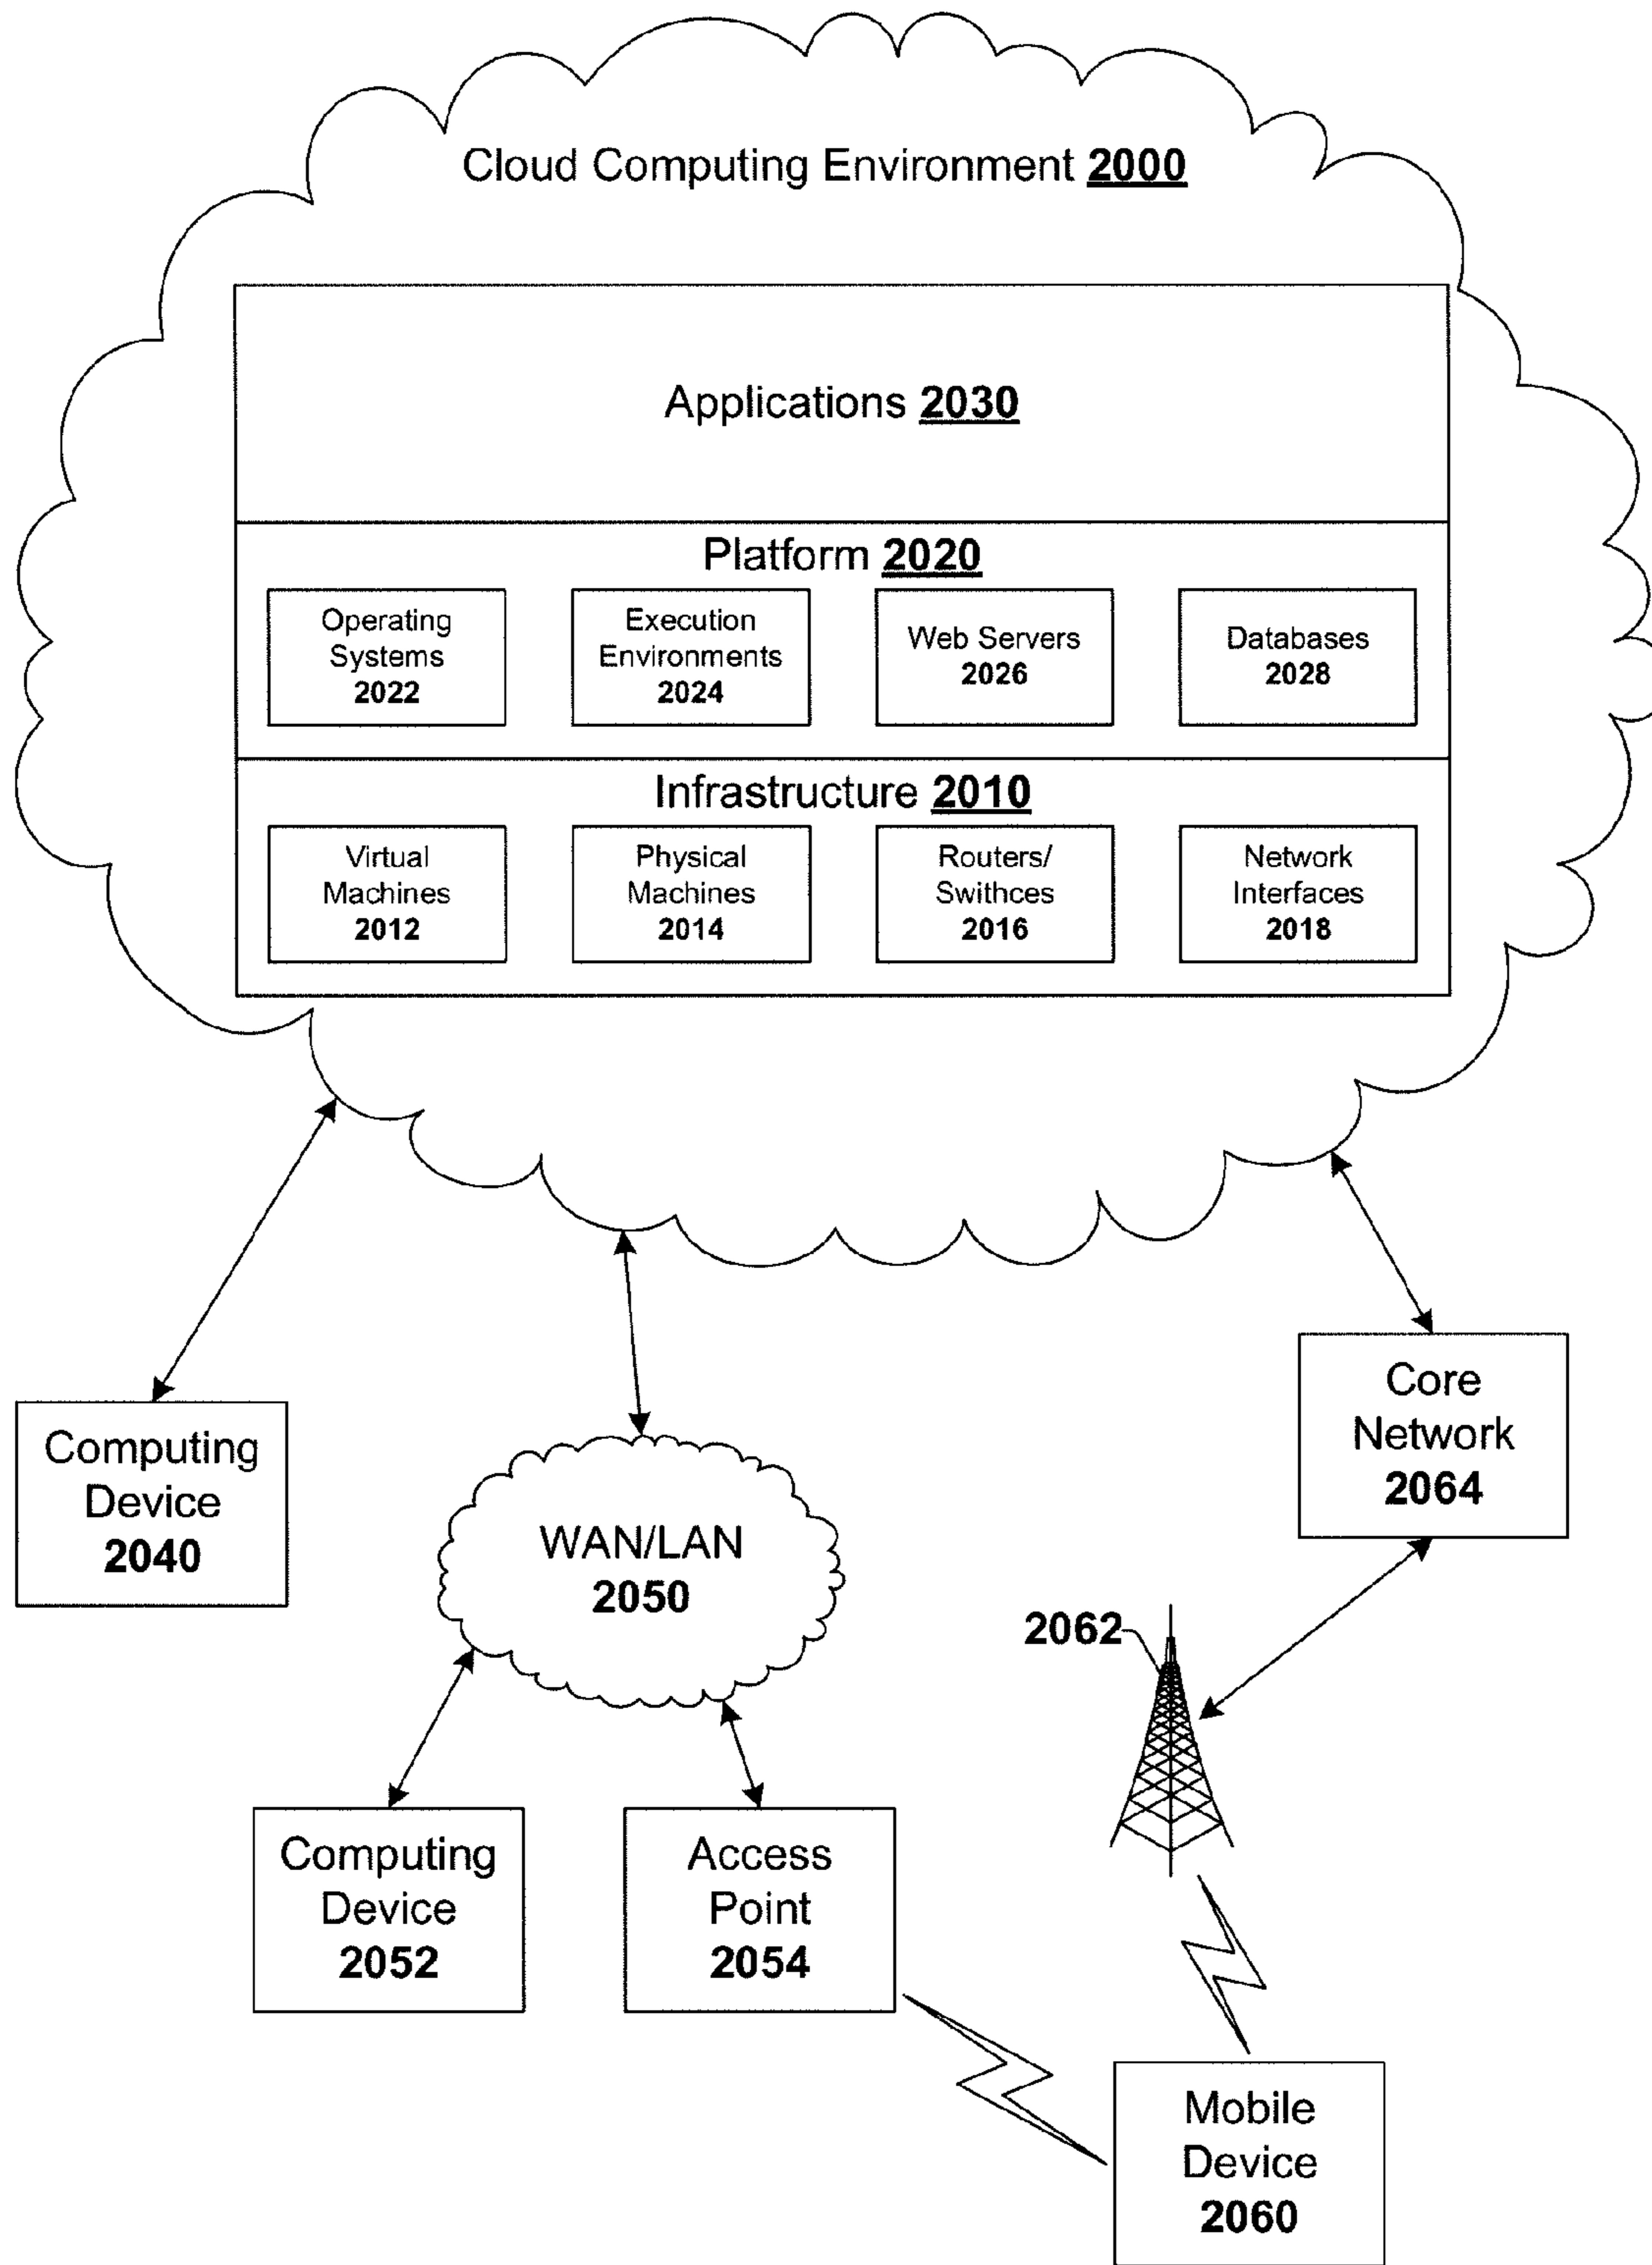 Cloud Computing Environment 2000
Applications 2030
Platform 2020
Operating
Systems
2022
Execution
Environments
2024
Web Servers
2026
Databases
2028
Infrastructure 2010
Virtual
Machines
2012
Physical
Machines
2014
Routers/
Swithces
2016
Network
Interfaces
2018
Computing
Device
2040
WAN/LAN
2050
Core
Network
2064
2062
Computing
Device
2052
Access
Point
2054
Mobile
Device
2060